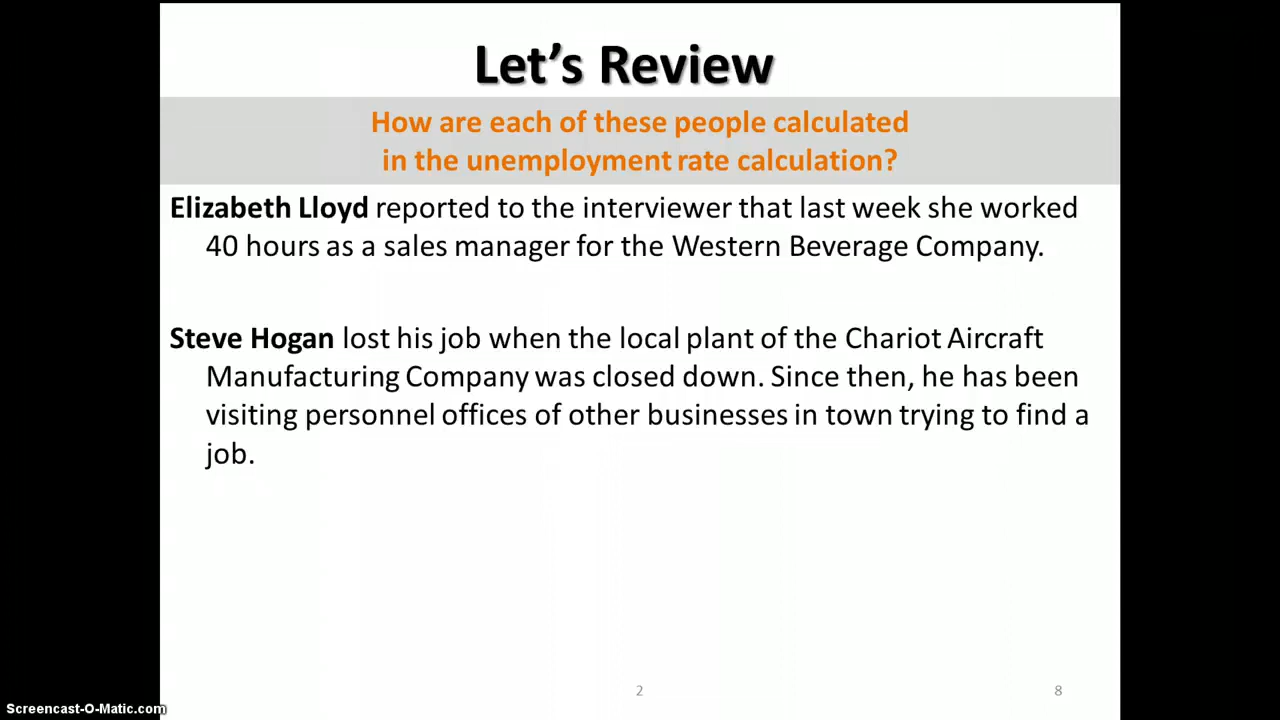 Let's Review
How are each of these people calculated
in the unemployment rate calculation?
Elizabeth Lloyd reported to the interviewer that last week she worked
40 hours as a sales manager for the Western Beverage Company.
Steve Hogan lost his job when the local plant of the Chariot Aircraft
Manufacturing Company was closed down. Since then, he has been
visiting personnel offices of other businesses in town trying to find a
job.
2
8
Screencast-O-Matic.com